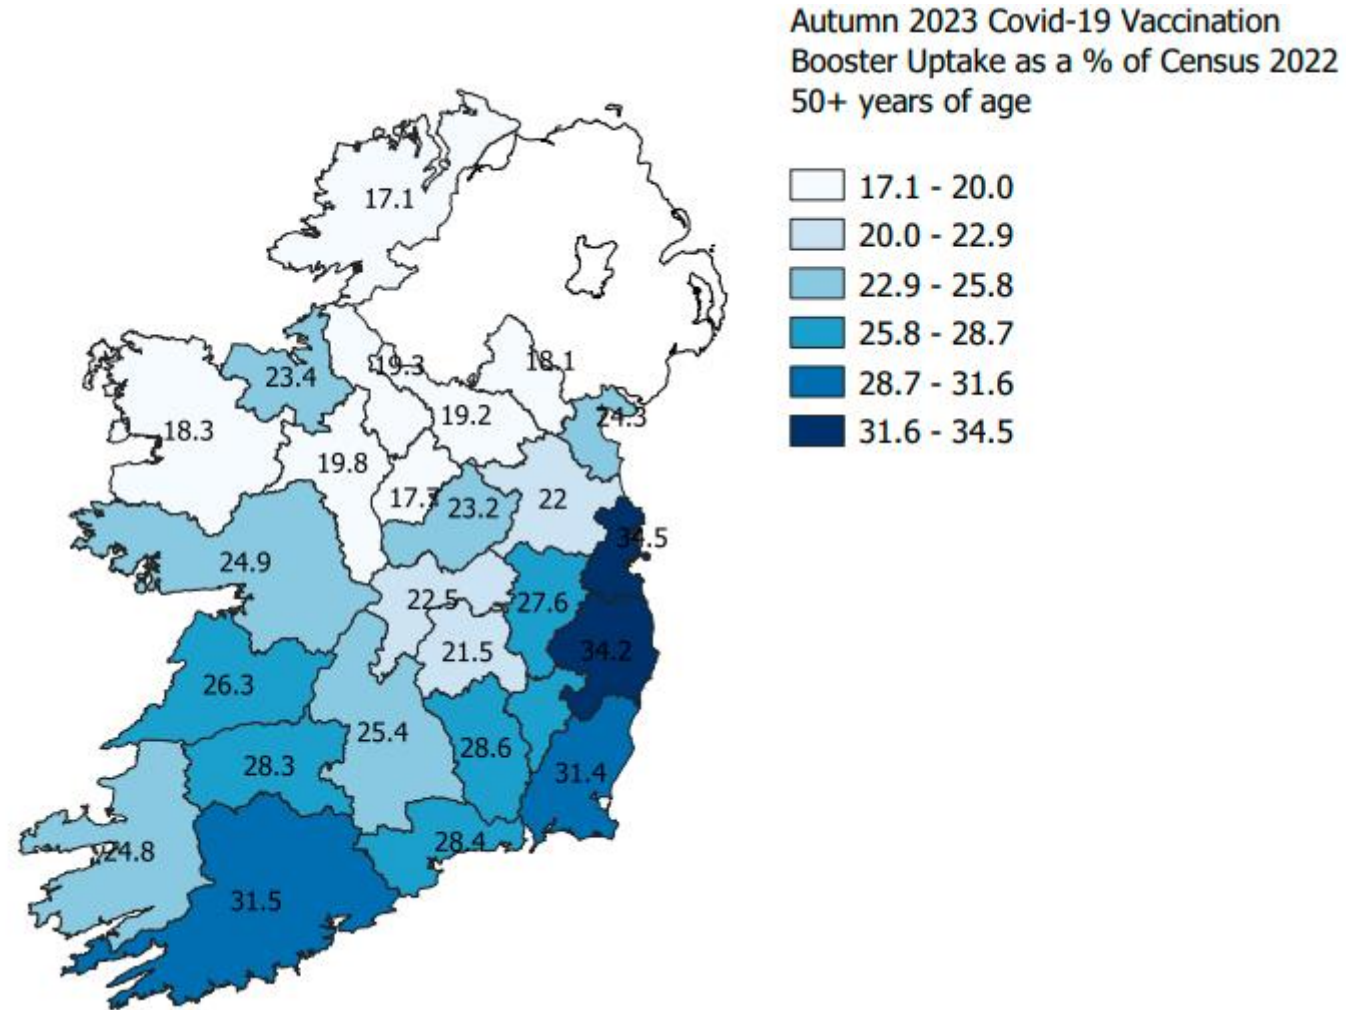 Autumn 2023 Covid-19 Vaccination
Booster Uptake as a % of Census 2022
50+ years of age
17.1 - 20.0
20.0 - 22.9
22.9 - 25.8
25.8 - 28.7
28.7 - 31.6
31.6 - 34.5
17.1
19.3
18.1
23.4
19.2
24.3
18.3
19.8
17.7
23.2
22
34.5
24.9
22.5
27.6
21.5
34.2
26.3
25.4
28.6
28.3
31.4
24.8
28.4
31.5